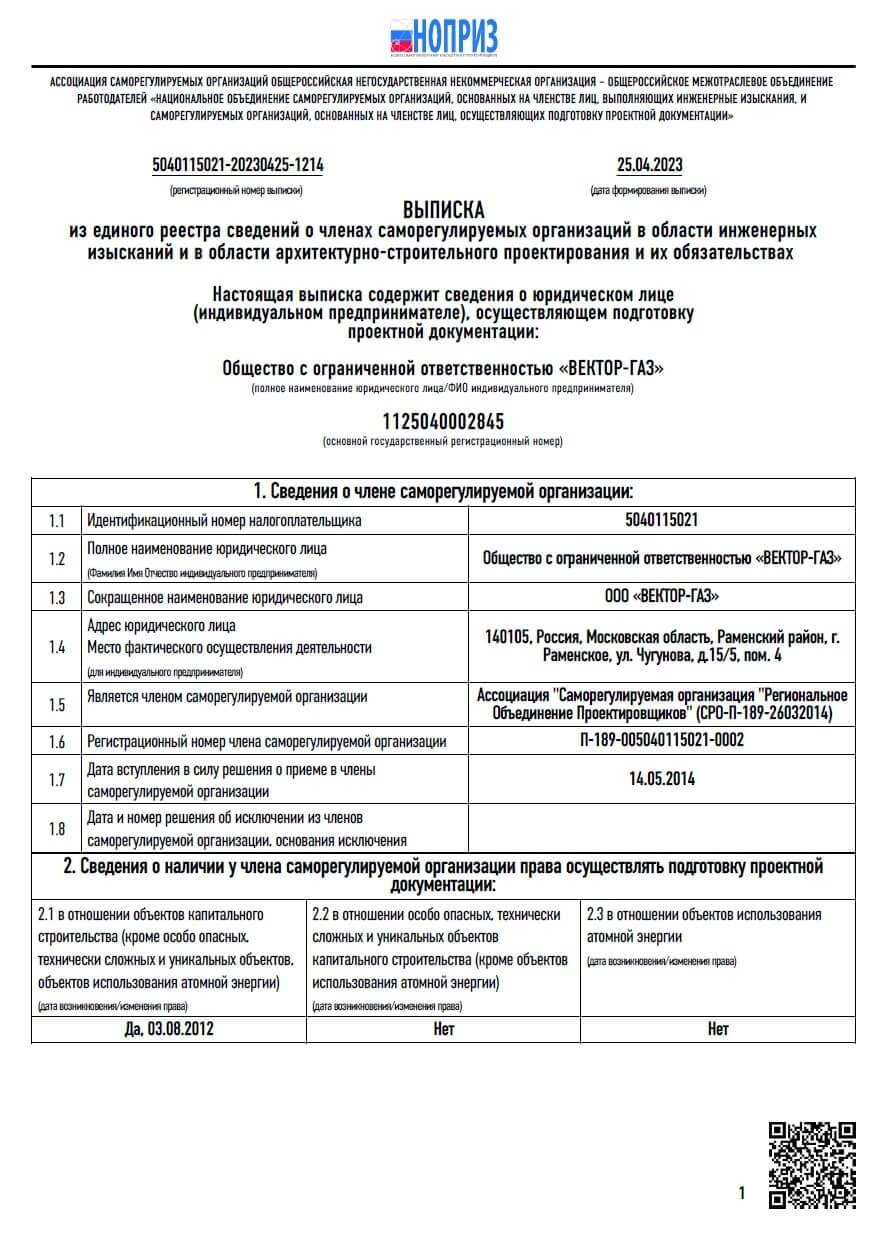 НОПРИЗ
АССОЦИАЦИЯ САМОРЕГУЛИРУЕМЫХ ОРГАНИЗАЦИЙ ОБЩЕРОССИЙСКАЯ НЕГОСУДАРСТВЕННАЯ НЕКОММЕРЧЕСКАЯ ОРГАНИЗАЦИЯ – ОБЩЕРОССИЙСКОЕ МЕЖОТРАСЛЕВОЕ ОБЪЕДИНЕНИЕ
РАБОТОДАТЕЛЕЙ «НАЦИОНАЛЬНОЕ ОБЪЕДИНЕНИЕ САМОРЕГУЛИРУЕМЫХ ОРГАНИЗАЦИЙ, ОСНОВАННЫХ НА ЧЛЕНСТВЕ ЛИЦ, ВЫПОЛНЯЮЩИХ ИНЖЕНЕРНЫЕ ИЗЫСКАНИЯ, И
САМОРЕГУЛИРУЕМЫХ ОРГАНИЗАЦИЙ, ОСНОВАННЫХ НА ЧЛЕНСТВЕ ЛИЦ, ОСУЩЕСТВЛЯЮЩИХ ПОДГОТОВКУ ПРОЕКТНОЙ ДОКУМЕНТАЦИИ»
5040115021-20230425-1214
25.04.2023
(регистрационный номер выписки)
(дата формирования выписки)
ВЫПИСКА
из единого реестра сведений о членах саморегулируемых организаций в области инженерных
изысканий и в области архитектурно-строительного проектирования и их обязательствах
Настоящая выписка содержит сведения о юридическом лице
(индивидуальном предпринимателе), осуществляющем подготовку
проектной документации:
Общество с ограниченной ответственностью «ВЕКТОР-ГАЗ»
(полное наименование юридического лица/ФИО индивидуального предпринимателя)
1125040002845
(основной государственный регистрационный номер)
1. Сведения о члене саморегулируемой организации:
1.1 Идентификационный номер налогоплательщика 5040115021
1.2 Полное наименование юридического лица
(Фамилия Имя Отчество индивидуального предпринимателя)
Общество с ограниченной ответственностью «ВЕКТОР-ГАЗ»
1.3 Сокращенное наименование юридического лица ООО «ВЕКТОР-ГАЗ»
1.4 Адрес юридического лица
Место фактического осуществления деятельности
(для индивидуального предпринимателя)
140105, Россия, Московская область, Раменский район, г.
Раменское, ул. Чугунова, д.15/5, пом. 4
1.5 Является членом саморегулируемой организации
Ассоциация "Саморегулируемая организация "Региональное
Объединение Проектировщиков" (СРО-П-189-26032014)
1.6 Регистрационный номер члена саморегулируемой организации П-189-005040115021-0002
1.7 Дата вступления в силу решения о приеме в члены
саморегулируемой организации
14.05.2014
1.8 Дата и номер решения об исключении из членов
саморегулируемой организации, основания исключения
2. Сведения о наличии у члена саморегулируемой организации права осуществлять подготовку проектной
документации:
2.1 в отношении объектов капитального
строительства (кроме особо опасных,
технически сложных и уникальных объектов,
объектов использования атомной энергии)
(дата возникновения/изменения права)
2.2 в отношении особо опасных, технически
сложных и уникальных объектов
капитального строительства (кроме объектов
использования атомной энергии)
(дата возникновения/изменения права)
2.3 в отношении объектов использования
атомной энергии
(дата возникновения/изменения права)
Да, 03.08.2012
Нет
Нет
1